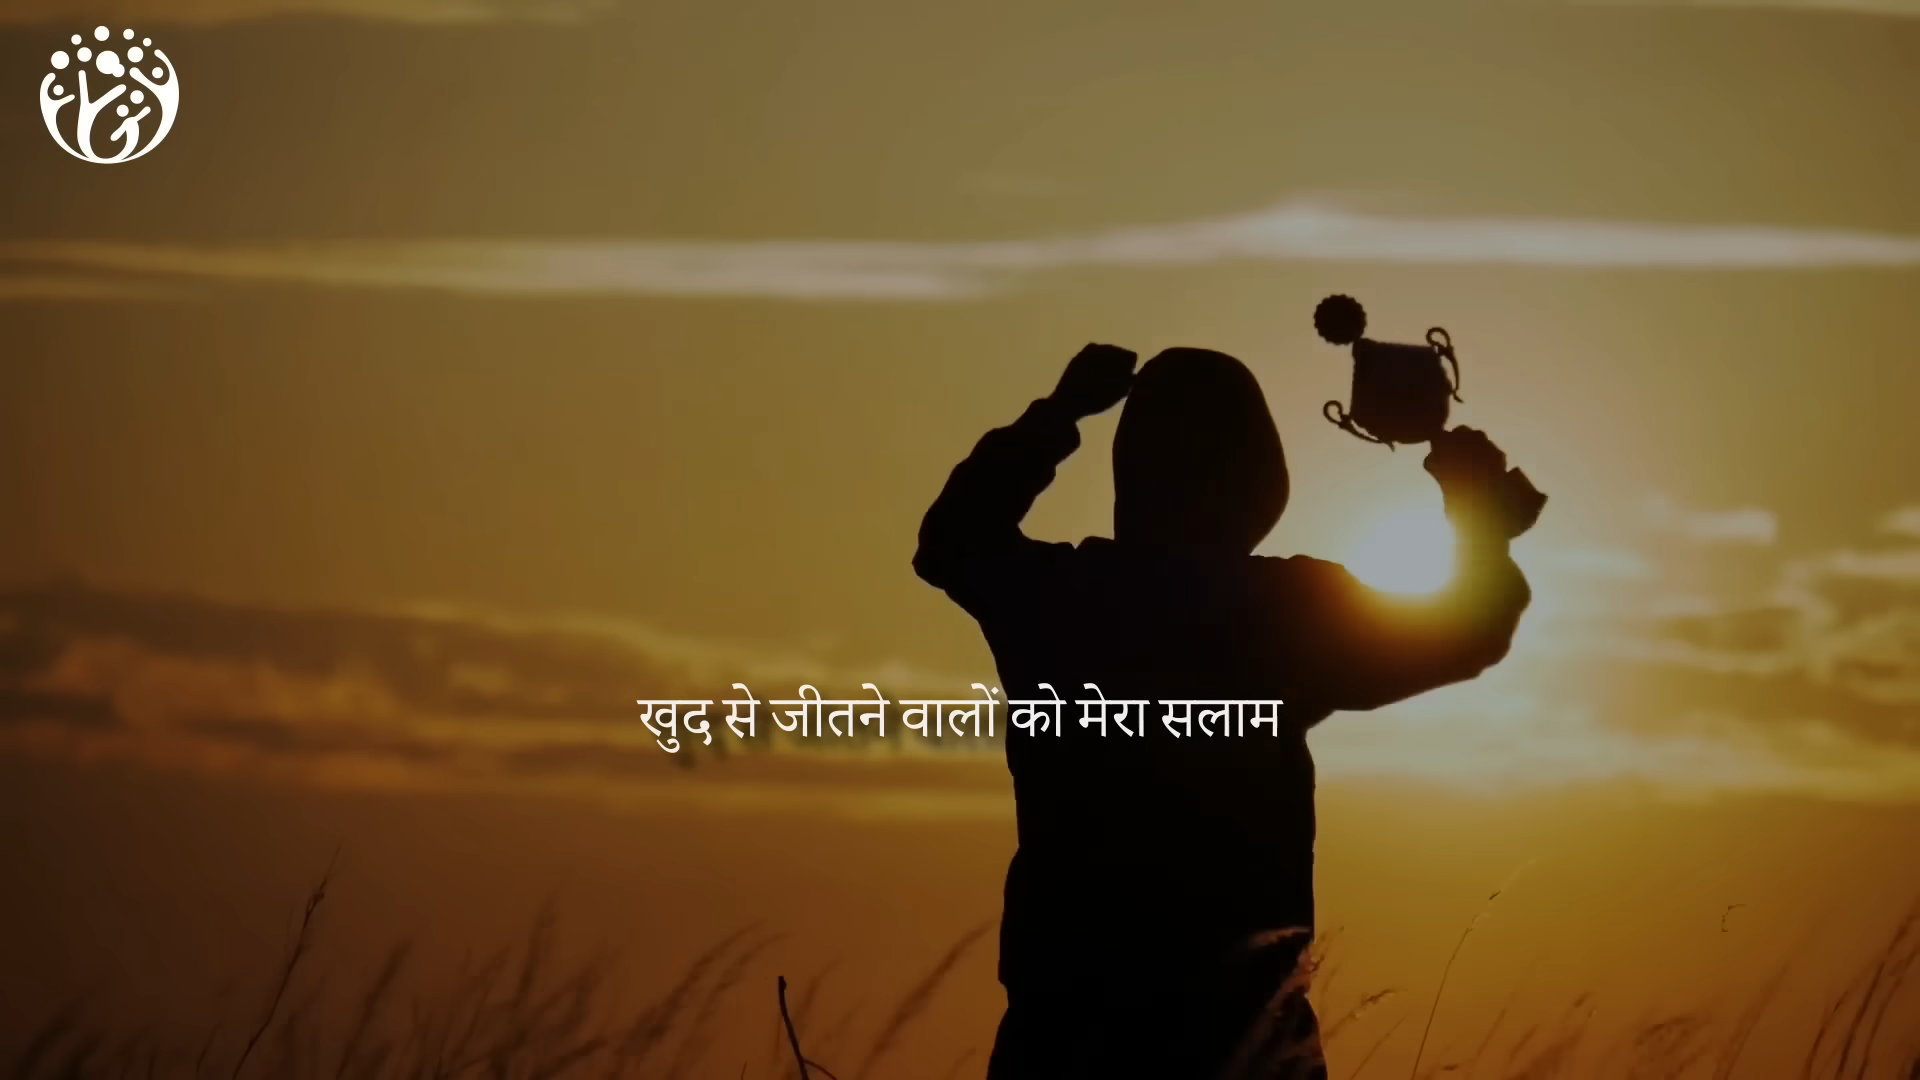 खुद से जीतने वालों को मेरा सलाम